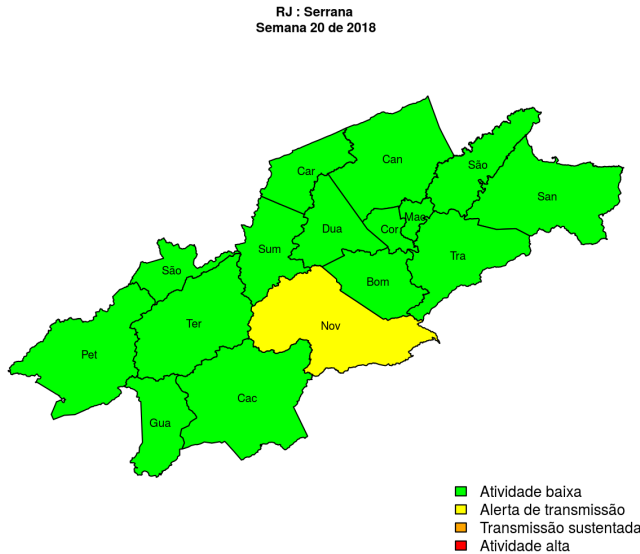 RJ : Serrana
Semana 20 de 2018
Can
São
Car
San
Mac
Dua
Cor
Sum
Tra
São
Bom
Ter
Nov
Pet
Cac
Gua
Atividade baixa
Alerta de transmissão
Transmissão sustentada
Atividade alta